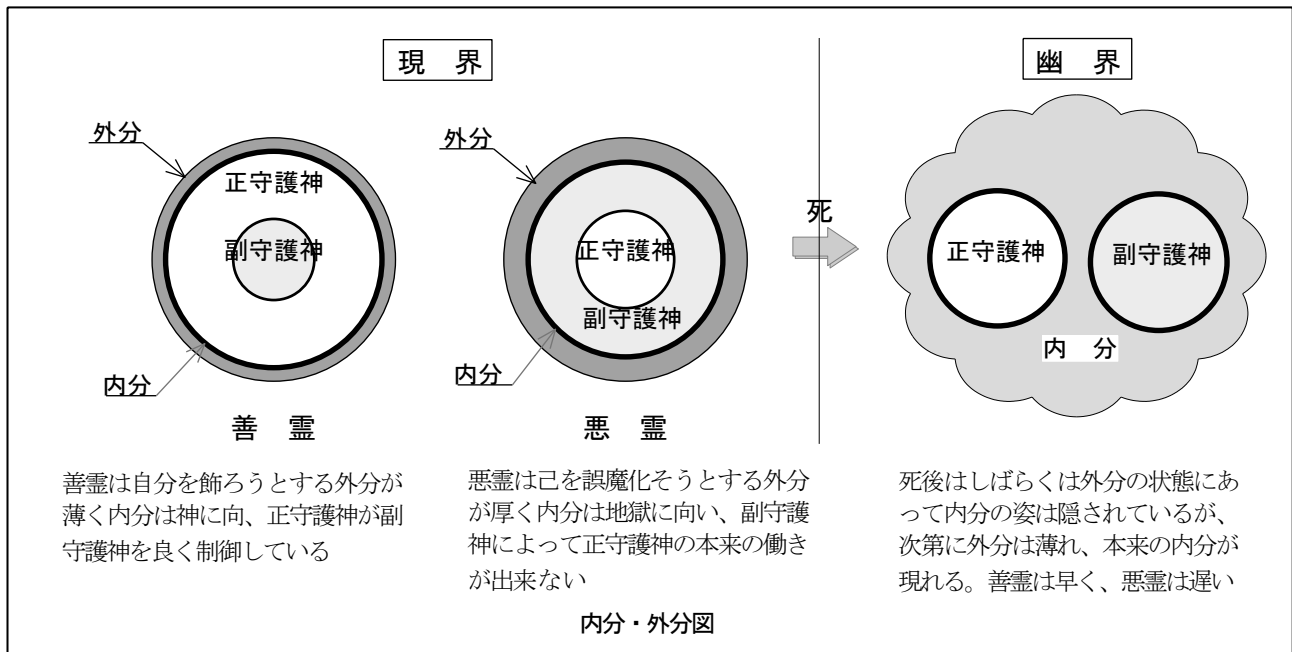 現 界
幽 界
外分
正守護神
副守護神
内分
善 霊
外分
正守護神
副守護神
内分
悪 霊
死
正守護神
副守護神
内 分
善霊は自分を飾ろうとする外分が
薄く内分は神に向、正守護神が副
守護神を良く制御している
悪霊は己を誤魔化そうとする外分
が厚く内分は地獄に向い、副守護
神によって正守護神の本来の働き
が出来ない
死後はしばらくは外分の状態にあ
って内分の姿は隠されているが、
次第に外分は薄れ、本来の内分が
現れる。善霊は早く、悪霊は遅い
内分・外分図